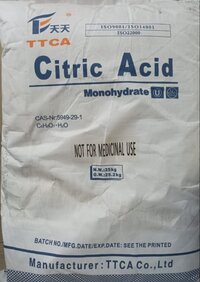 天天
TTCA
ISO9001/ISO14001
ISO22000
Citric Acid
Monohydrate
CAS-Nr:5949-29-1
C₆H₈O₇·H₂O
NOT FOR MEDICINAL USE
N.W.:25kg
G.W.:25.2kg
BATCH NO./MFG.DATE/EXP.DATE: SEE THE PRINTED
Manufacturer: TTCA Co.,Ltd